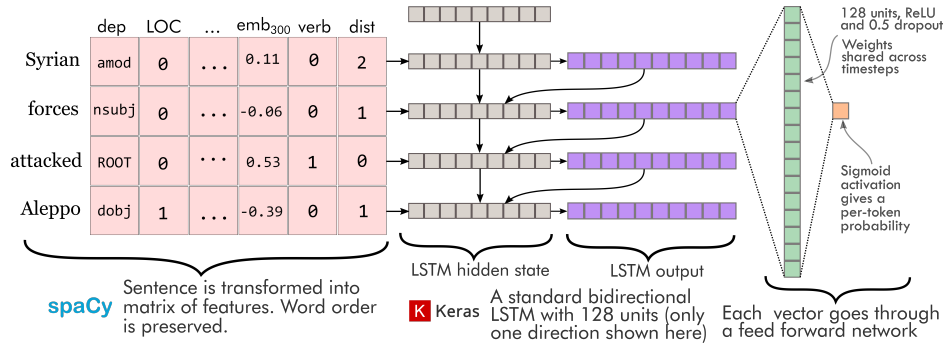 dep LOC ... emb300 verb dist
Syrian amod 0 ... 0.11 0 2
forces nsubj 0 ... -0.06 0 1
attacked ROOT 0 ... 0.53 1 0
Aleppo dobj 1 ... -0.39 0 1
128 units, ReLU
and 0.5 dropout
Weights
shared across
timesteps
Sigmoid
activation
gives a
per-token
probability
LSTM hidden state
LSTM output
spaCy
Sentence is transformed into
matrix of features. Word order
is preserved.
K Keras
A standard bidirectional
LSTM with 128 units (only
one direction shown here)
Each vector goes through
a feed forward network